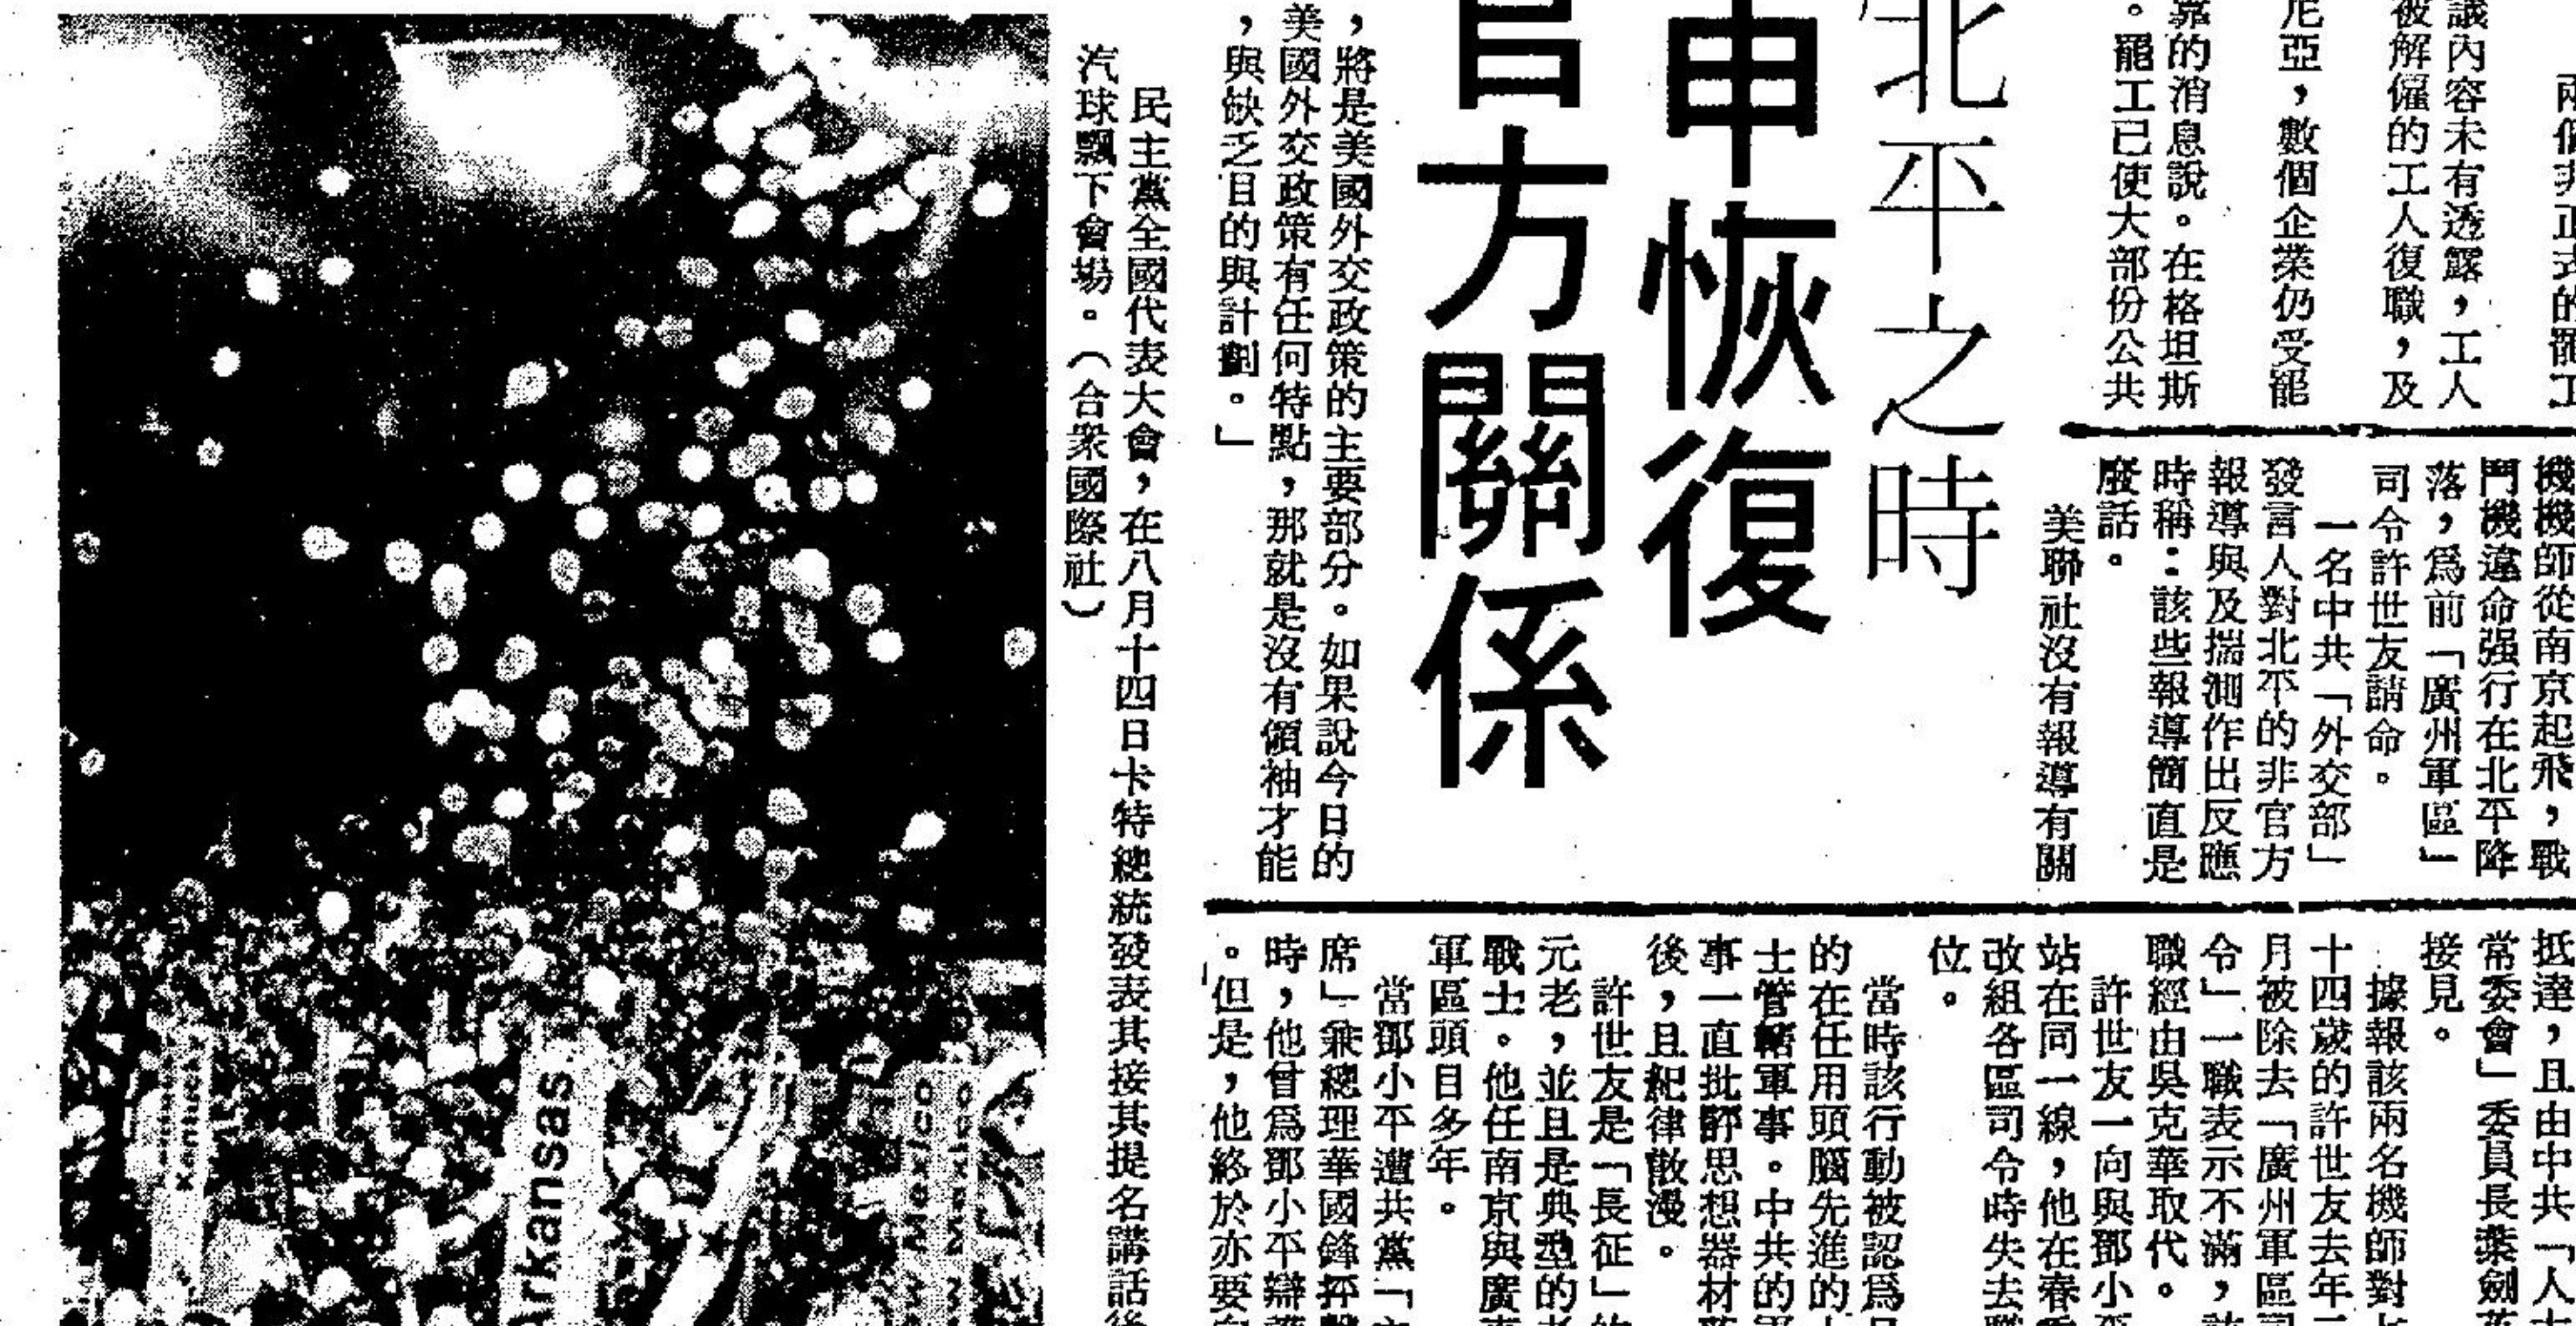 議內容未有透露，工人
被解僱的工人復職，及
尼亞，數個企業仍受罷
靠的消息說。在格坦斯
。罷工已使大部份公共
機機師從南京起飛，戰
鬥機違命强行在北平降
落，爲前「廣州軍區」
司令許世友請命。
一名中共「外交部」
發言人對北平的非官方
報導與及揣測作出反應
時稱：該些報導簡直是
廢話。
美聯社沒有報導有關
北平之時
申恢復
官方關係
，將是美國外交政策的主要部分。如果說今日的
美國外交政策有任何特點，那就是沒有領袖才能
，與缺乏目的與計劃。」
抵達，且由中共「人
常委會」委員長葉劍
接見。
據報該兩名機師對
十四歲的許世友去年
月被除去「廣州軍區
令」一職表示不滿，
職經由吳克華取代。
許世友一向與鄧小
站在同一線，他在春
改組各區司令時失去
位。
當時該行動被認爲
的在任用頭腦先進的
士管轄軍事。中共的
事一直批評思想器材
後，且紀律散漫。
許世友是「長征」的
元老，並且是典型的
戰士。他任南京與廣
軍區頭目多年。
當鄧小平遭共黨「
席」兼總理華國鋒抨
時，他曾爲鄧小平辯
。但是，他終於亦要
民主黨全國代表大會，在八月十四日卡特總統發表其接其提名講話後
汽球飄下會場。（合衆國際社）
Kentucky
Arkansas
New Mexico
New Mexico